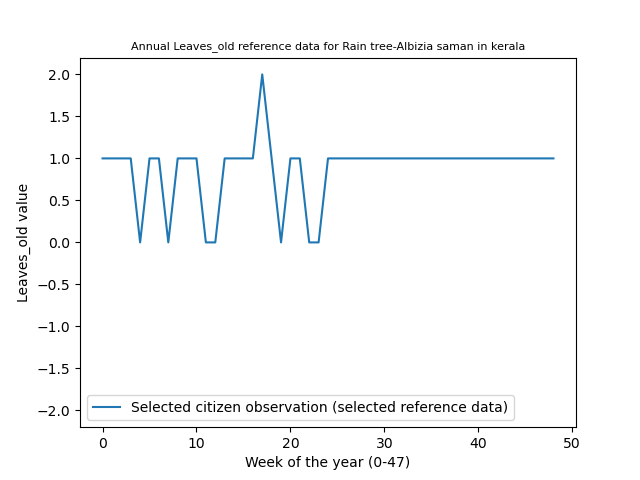 Annual Leaves_old reference data for Rain tree-Albizia saman in kerala
2.0
1.5
1.0
0.5
0.0
−0.5
−1.0
−1.5
−2.0
Leaves_old value
Selected citizen observation (selected reference data)
0 10 20 30 40 50
Week of the year (0-47)